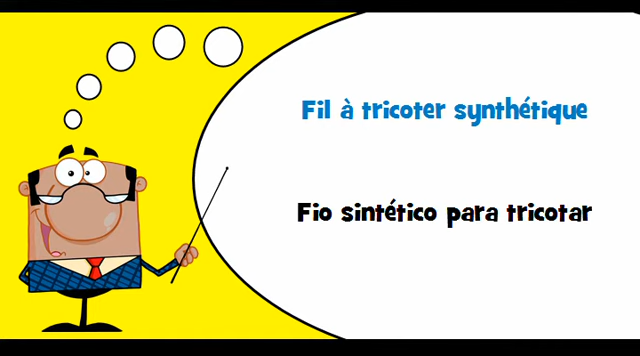 Fil à tricoter synthétique
Fio sintético para tricotar